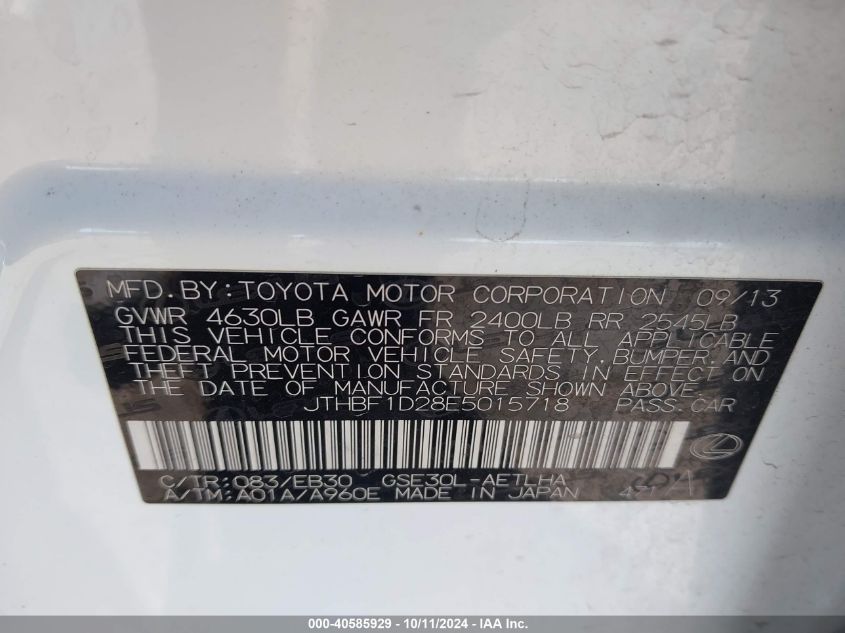 MFD. BY: TOYOTA MOTOR CORPORATION 09/13
GVWR 4630LB GAWR FR 2400LB RR 2545LB
THIS VEHICLE CONFORMS TO ALL APPLICABLE
FEDERAL MOTOR VEHICLE SAFETY, BUMPER, AND
THEFT PREVENTION STANDARDS IN EFFECT ON
THE DATE OF MANUFACTURE SHOWN ABOVE.
JTHBF1D28E5015718 PASS. CAR
C/TR: 083/EB30 GSE30L-AETLHA
A/TM: A01A/A960E MADE IN JAPAN
000-40585929 - 10/11/2024 - IAA Inc.